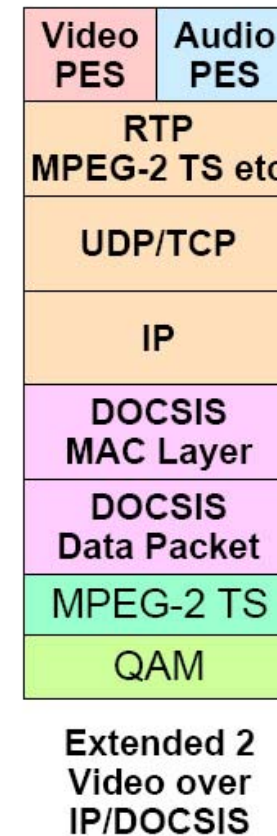 Video Audio
PES PES
RTP
MPEG-2 TS etc
UDP/TCP
IP
DOCSIS
MAC Layer
DOCSIS
Data Packet
MPEG-2 TS
QAM
Extended 2
Video over
IP/DOCSIS